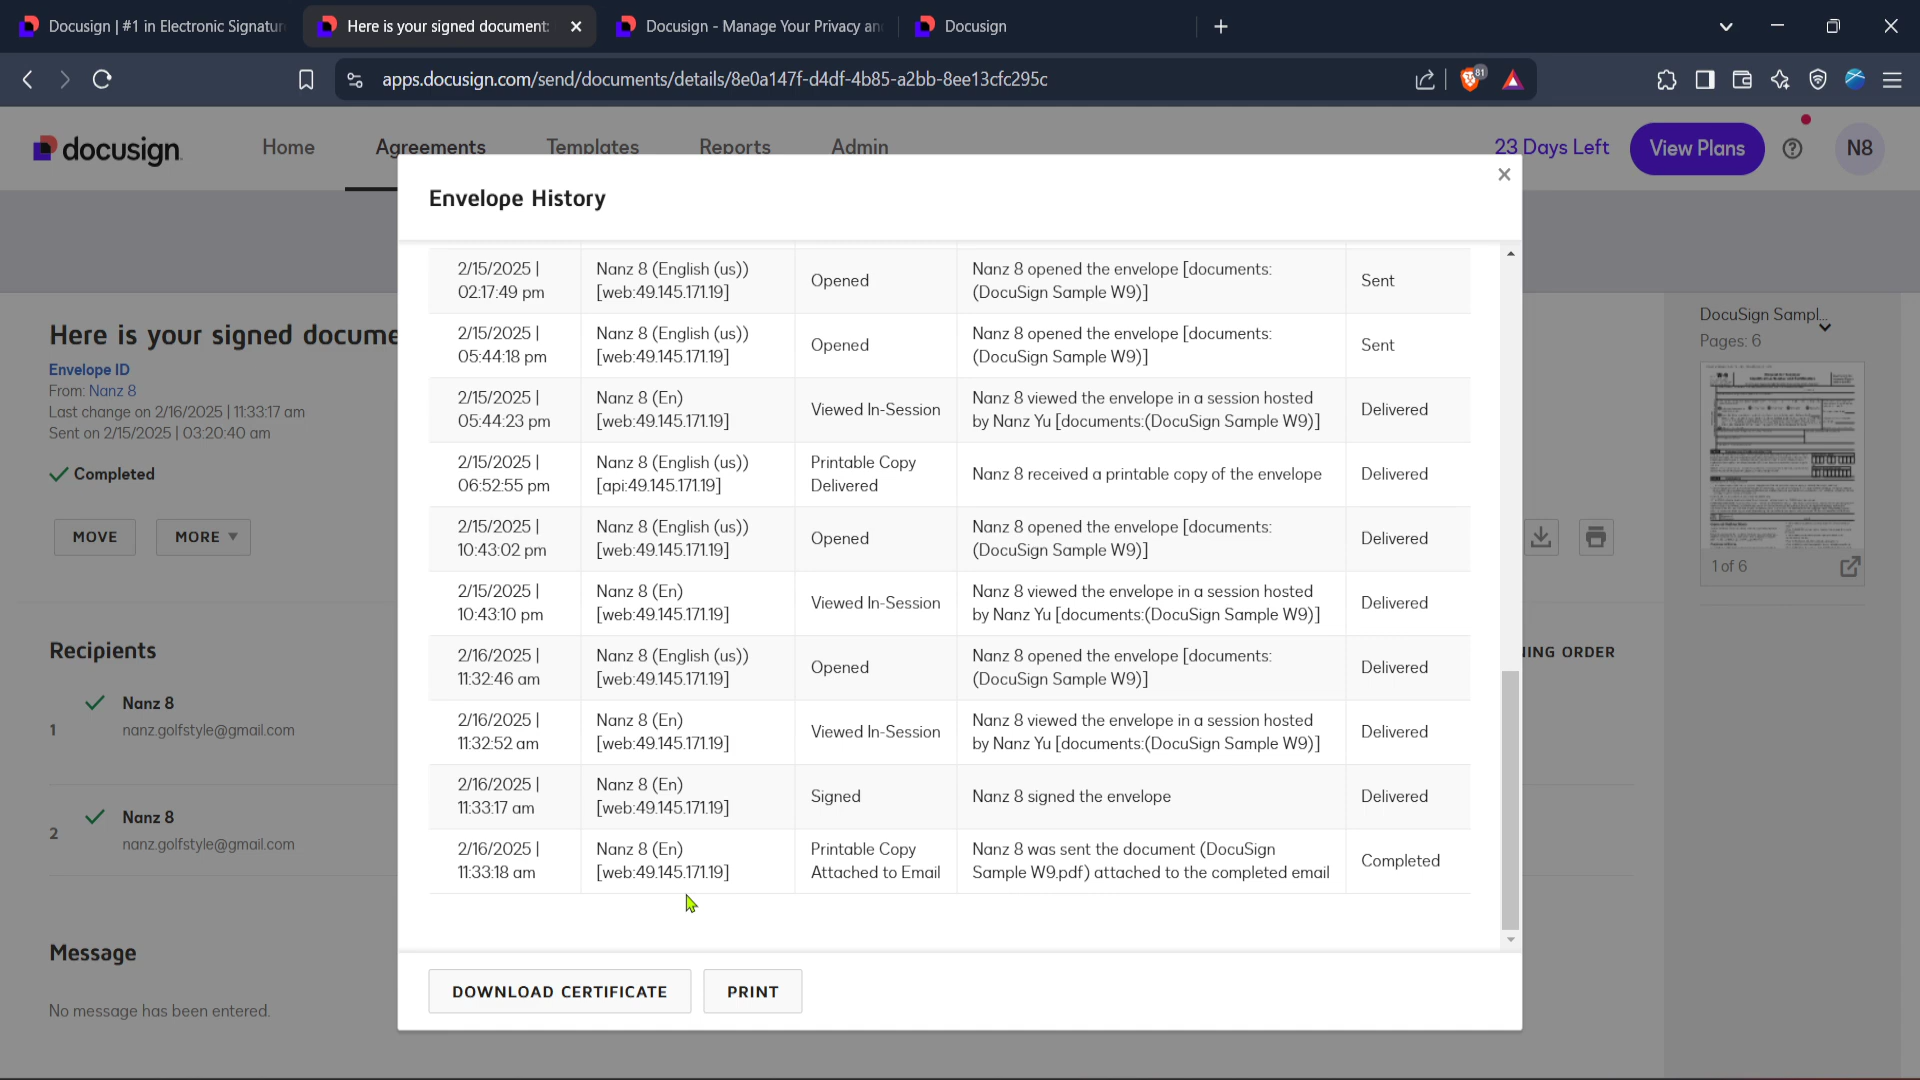 Docusign | #1 in Electronic Signatur
Here is your signed document:
Docusign - Manage Your Privacy an
Docusign
apps.docusign.com/send/documents/details/8e0a147f-d4df-4b85-a2bb-8ee13cfc295c
81
docusign
Home
Agreements
Templates
Reports
Admin
23 Days Left
View Plans
N8
Envelope History
Here is your signed docume
Envelope ID
From: Nanz 8
Last change on 2/16/2025 | 11:33:17 am
Sent on 2/15/2025 | 03:20:40 am
Completed
MOVE
MORE
Recipients
1
Nanz 8
nanz.golfstyle@gmail.com
2
Nanz 8
nanz.golfstyle@gmail.com
Message
No message has been entered.
2/15/2025 |
02:17:49 pm
Nanz 8 (English (us))
[web:49.145.171.19]
Opened
Nanz 8 opened the envelope [documents:
(DocuSign Sample W9)]
Sent
2/15/2025 |
05:44:18 pm
Nanz 8 (English (us))
[web:49.145.171.19]
Opened
Nanz 8 opened the envelope [documents:
(DocuSign Sample W9)]
Sent
2/15/2025 |
05:44:23 pm
Nanz 8 (En)
[web:49.145.171.19]
Viewed In-Session
Nanz 8 viewed the envelope in a session hosted
by Nanz Yu [documents:(DocuSign Sample W9)]
Delivered
2/15/2025 |
06:52:55 pm
Nanz 8 (English (us))
[api:49.145.171.19]
Printable Copy
Delivered
Nanz 8 received a printable copy of the envelope
Delivered
2/15/2025 |
10:43:02 pm
Nanz 8 (English (us))
[web:49.145.171.19]
Opened
Nanz 8 opened the envelope [documents:
(DocuSign Sample W9)]
Delivered
2/15/2025 |
10:43:10 pm
Nanz 8 (En)
[web:49.145.171.19]
Viewed In-Session
Nanz 8 viewed the envelope in a session hosted
by Nanz Yu [documents:(DocuSign Sample W9)]
Delivered
2/16/2025 |
11:32:46 am
Nanz 8 (English (us))
[web:49.145.171.19]
Opened
Nanz 8 opened the envelope [documents:
(DocuSign Sample W9)]
Delivered
2/16/2025 |
11:32:52 am
Nanz 8 (En)
[web:49.145.171.19]
Viewed In-Session
Nanz 8 viewed the envelope in a session hosted
by Nanz Yu [documents:(DocuSign Sample W9)]
Delivered
2/16/2025 |
11:33:17 am
Nanz 8 (En)
[web:49.145.171.19]
Signed
Nanz 8 signed the envelope
Delivered
2/16/2025 |
11:33:18 am
Nanz 8 (En)
[web:49.145.171.19]
Printable Copy
Attached to Email
Nanz 8 was sent the document (DocuSign
Sample W9.pdf) attached to the completed email
Completed
DOWNLOAD CERTIFICATE
PRINT
NING ORDER
DocuSign Sampl...
Pages: 6
1 of 6